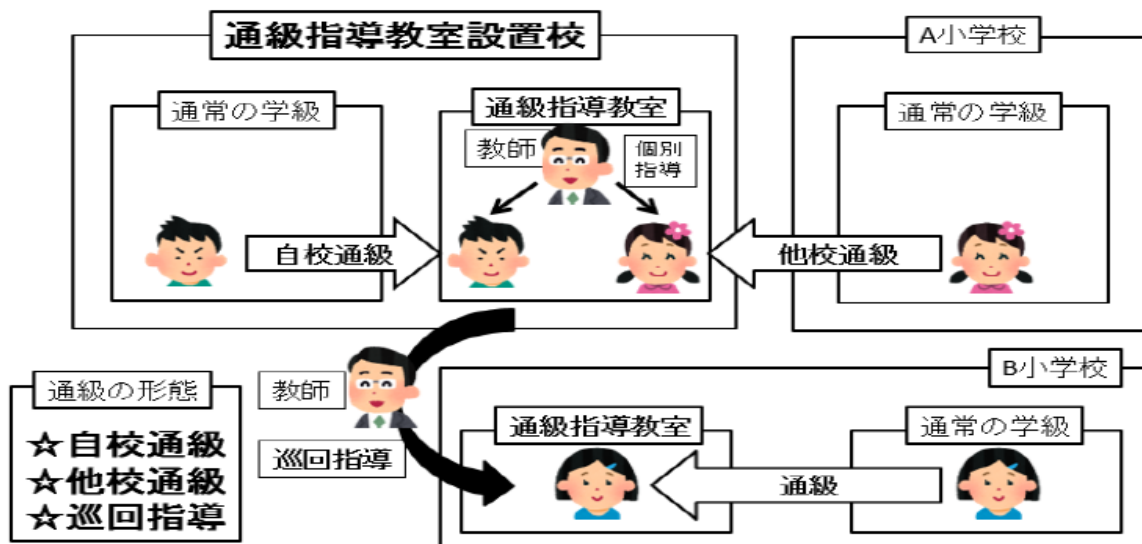 通級指導教室設置校
A小学校
通常の学級
通級指導教室
通常の学級
教師
個別
指導
自校通級
他校通級
B小学校
通級の形態
☆自校通級
☆他校通級
☆巡回指導
教師
巡回指導
通級指導教室
通常の学級
通級